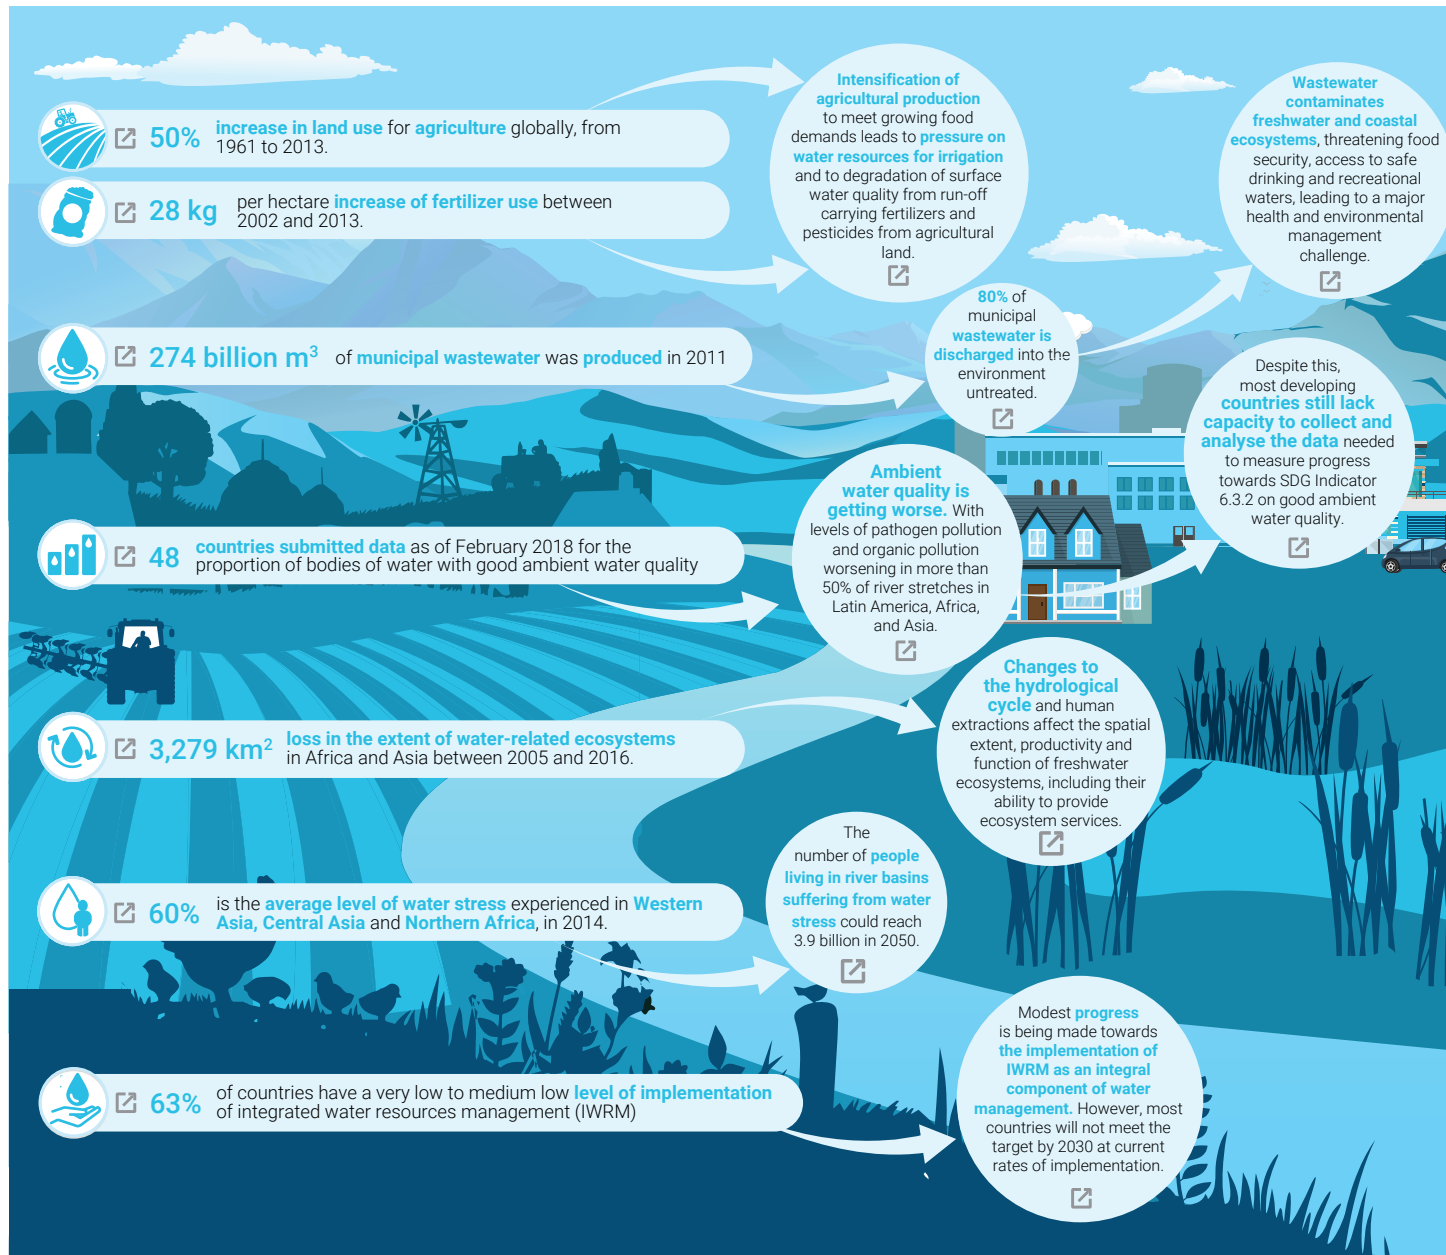 50%
increase in land use for agriculture globally, from
1961 to 2013.
28 kg
per hectare increase of fertilizer use between
2002 and 2013.
Intensification of
agricultural production
to meet growing food
demands leads to pressure on
water resources for irrigation
and to degradation of surface
water quality from run-off
carrying fertilizers and
pesticides from agricultural
land.
274 billion m³ of municipal wastewater was produced in 2011
80% of
municipal
wastewater is
discharged into the
environment
untreated.
Wastewater
contaminates
freshwater and coastal
ecosystems, threatening food
security, access to safe
drinking and recreational
waters, leading to a major
health and environmental
management
challenge.
48
countries submitted data as of February 2018 for the
proportion of bodies of water with good ambient water quality
Ambient
water quality is
getting worse. With
levels of pathogen pollution
and organic pollution
worsening in more than
50% of river stretches in
Latin America, Africa,
and Asia.
Despite this,
most developing
countries still lack
capacity to collect and
analyse the data needed
to measure progress
towards SDG Indicator
6.3.2 on good ambient
water quality.
3,279 km²
loss in the extent of water-related ecosystems
in Africa and Asia between 2005 and 2016.
Changes to
the hydrological
cycle and human
extractions affect the spatial
extent, productivity and
function of freshwater
ecosystems, including their
ability to provide
ecosystem services.
60%
is the average level of water stress experienced in Western
Asia, Central Asia and Northern Africa, in 2014.
The
number of people
living in river basins
suffering from water
stress could reach
3.9 billion in 2050.
63%
of countries have a very low to medium low level of implementation
of integrated water resources management (IWRM)
Modest progress
is being made towards
the implementation of
IWRM as an integral
component of water
management. However, most
countries will not meet the
target by 2030 at current
rates of implementation.